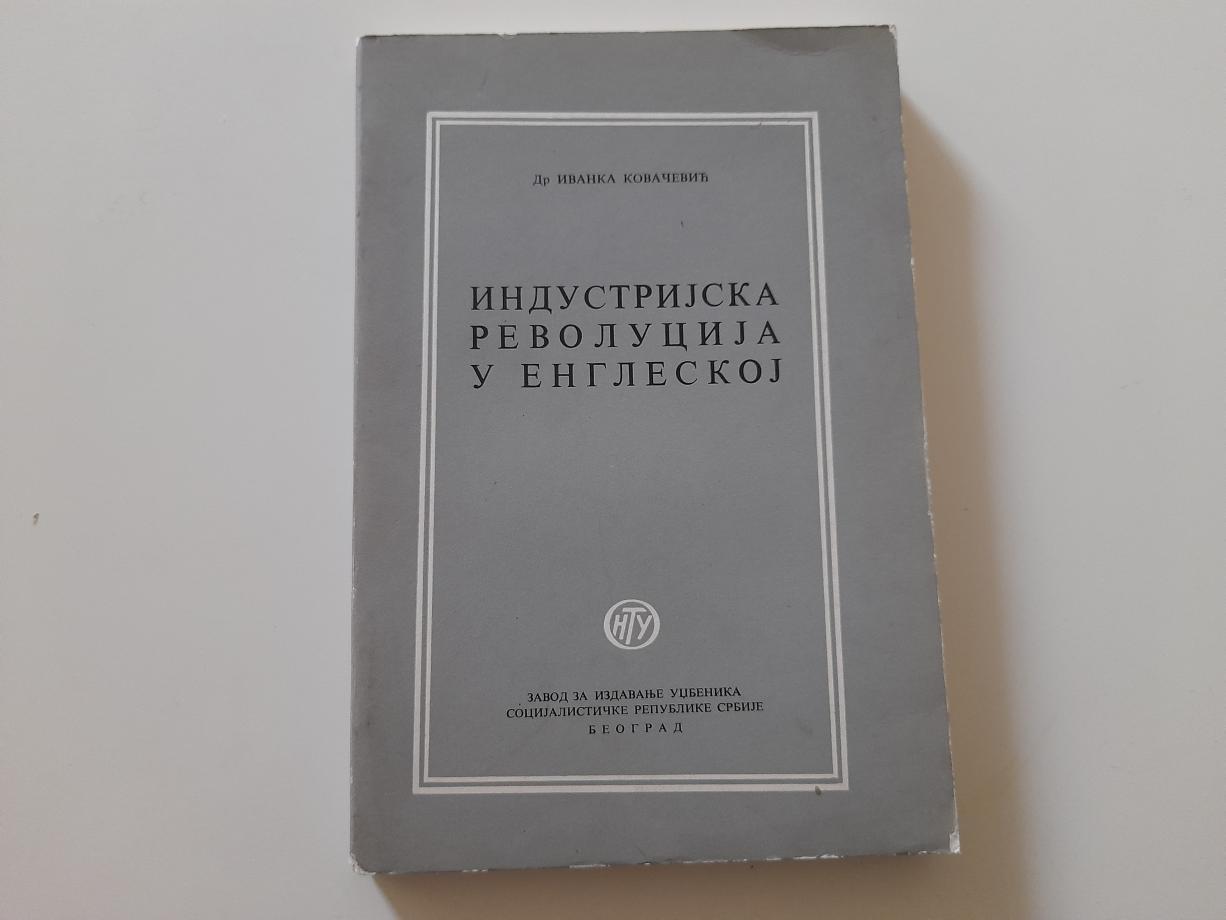 Др ИВАНКА КОВАЧЕВИЋ
ИНДУСТРИЈСКА
РЕВОЛУЦИЈА
У ЕНГЛЕСКОЈ
НТУ
ЗАВОД ЗА ИЗДАВАЊЕ УЏБЕНИКА
СОЦИЈАЛИСТИЧКЕ РЕПУБЛИКЕ СРБИЈЕ
БЕОГРАД